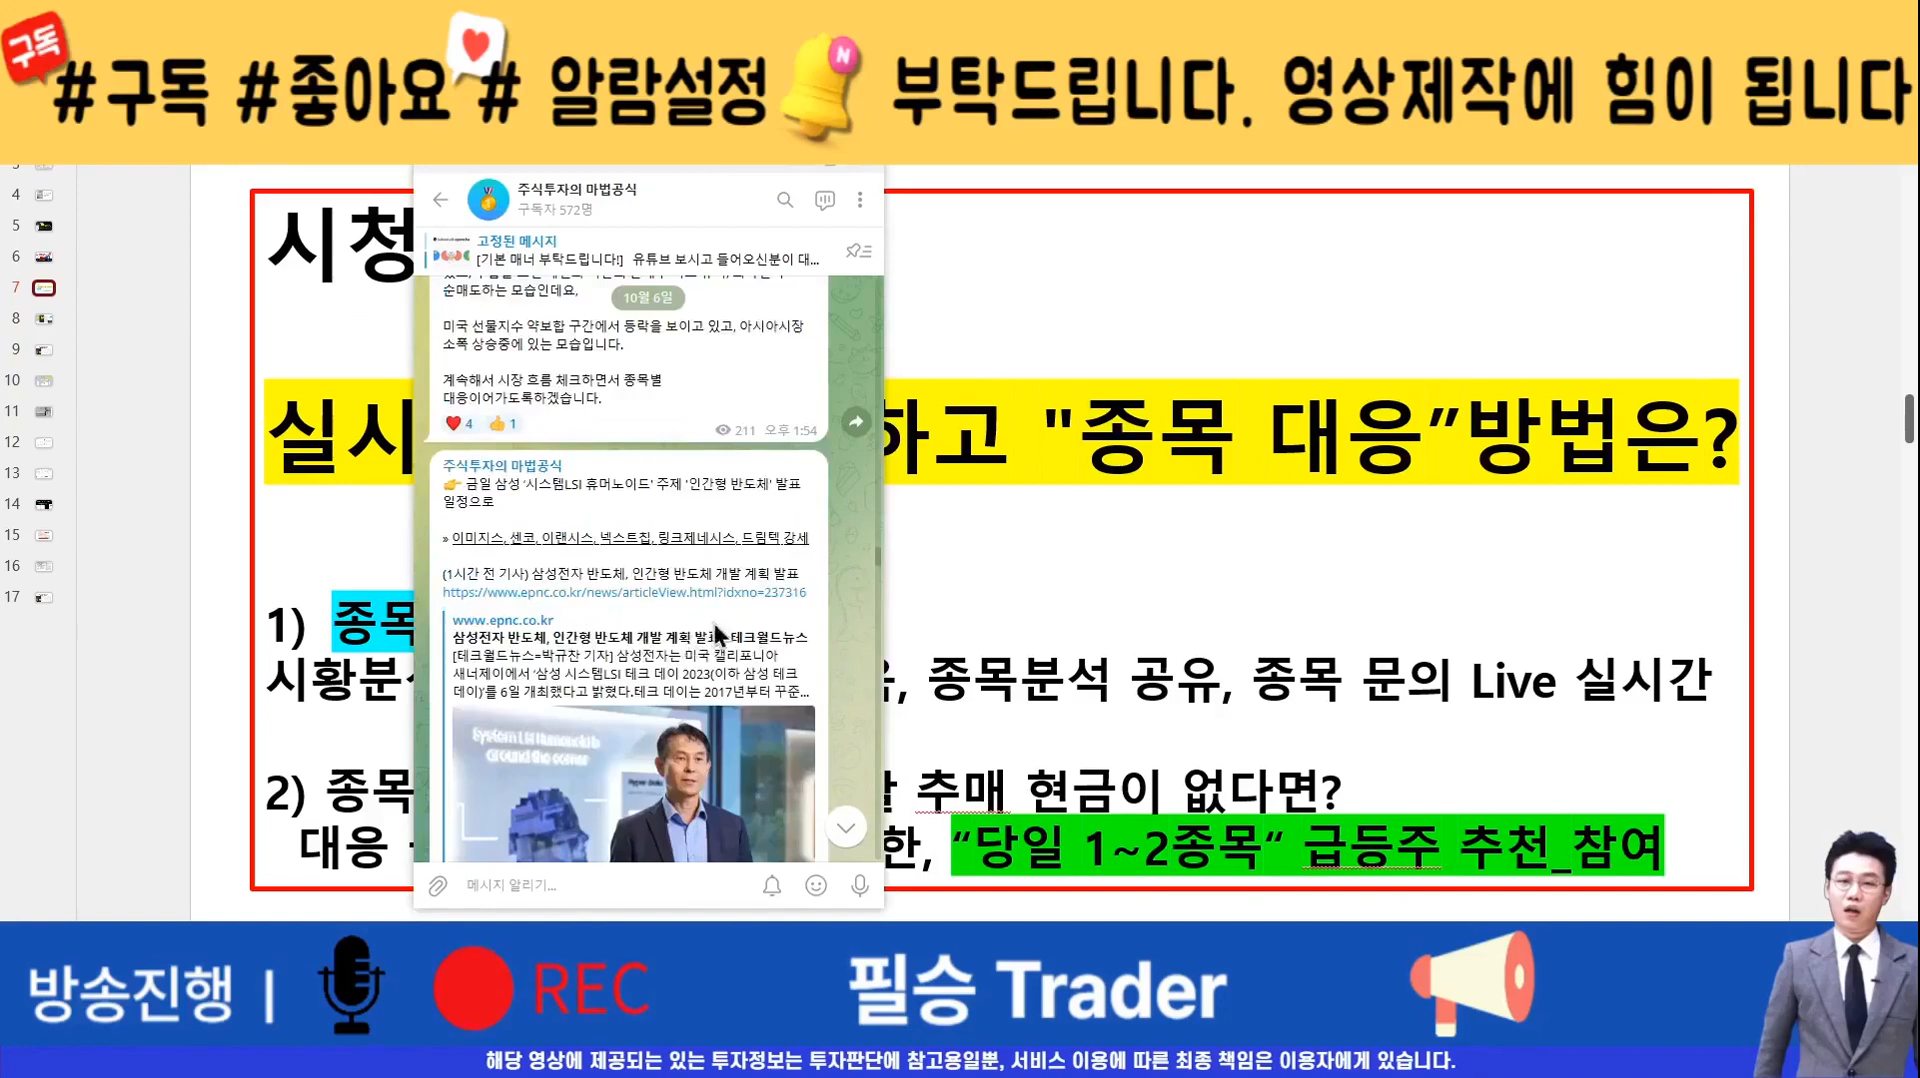 구독
#구독 #좋아요 # 알람설정 N 부탁드립니다. 영상제작에 힘이 됩니다
4
5
6
7
8
9
10
11
12
13
14
15
16
17
시청
실시
하고 "종목 대응”방법은?
1) 종목
시황분
, 종목분석 공유, 종목 문의 Live 실시간
2) 종목
추매 현금이 없다면?
대응
한, “당일 1~2종목“ 급등주 추천_참여
주식투자의 마법공식
구독자 572명
고정된 메시지
[기본 매너 부탁드립니다!] 유튜브 보시고 들어오신분이 대...
순매도하는 모습인데요,
10월 6일
미국 선물지수 약보합 구간에서 등락을 보이고 있고, 아시아시장
소폭 상승중에 있는 모습입니다.
계속해서 시장 흐름 체크하면서 종목별
대응이어가도록하겠습니다.
4 1
211 오후 1:54
주식투자의 마법공식
금일 삼성 '시스템LSI 휴머노이드' 주제 '인간형 반도체' 발표
일정으로
» 이미지스, 센코, 이랜시스, 넥스트칩, 링크제네시스, 드림텍 강세
(1시간 전 기사) 삼성전자 반도체, 인간형 반도체 개발 계획 발표
https://www.epnc.co.kr/news/articleView.html?idxno=237316
www.epnc.co.kr
삼성전자 반도체, 인간형 반도체 개발 계획 발표 - 테크월드뉴스
[테크월드뉴스=박규찬 기자] 삼성전자는 미국 캘리포니아
새너제이에서 '삼성 시스템LSI 테크 데이 2023(이하 삼성 테크
데이)'를 6일 개최했다고 밝혔다.테크 데이는 2017년부터 꾸준...
System LSI Humanoid
around the corner
메시지 알리기...
방송진행 | REC 필승 Trader
해당 영상에 제공되는 있는 투자정보는 투자판단에 참고용일뿐, 서비스 이용에 따른 최종 책임은 이용자에게 있습니다.